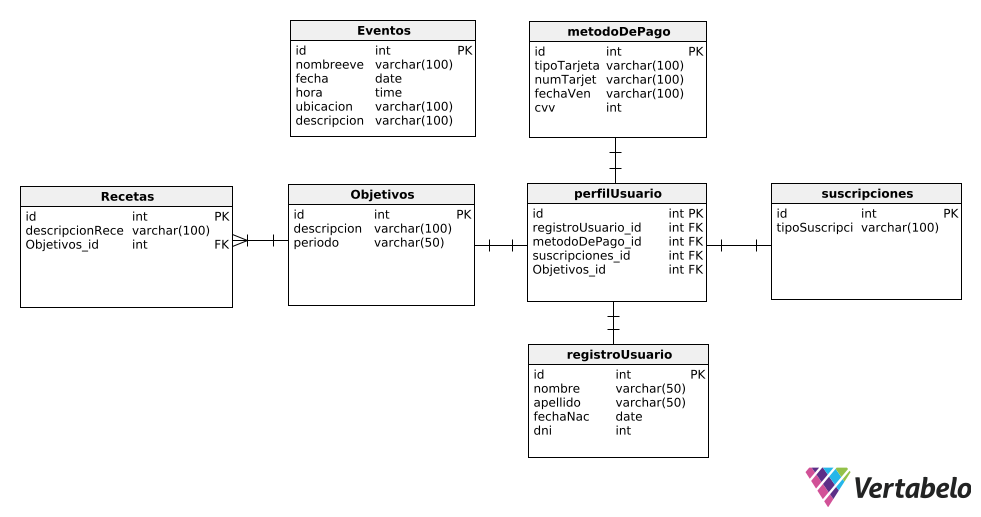 Eventos
id int PK
nombreeve varchar(100)
fecha date
hora time
ubicacion varchar(100)
descripcion varchar(100)
metodoDePago
id int PK
tipoTarjeta varchar(100)
numTarjet varchar(100)
fechaVen varchar(100)
cvv int
Recetas
id int PK
descripcionRece varchar(100)
Objetivos_id int FK
Objetivos
id int PK
descripcion varchar(100)
periodo varchar(50)
perfilUsuario
id int PK
registroUsuario_id int FK
metodoDePago_id int FK
suscripciones_id int FK
Objetivos_id int FK
suscripciones
id int PK
tipoSuscripci varchar(100)
registroUsuario
id int PK
nombre varchar(50)
apellido varchar(50)
fechaNac date
dni int
Vertabelo